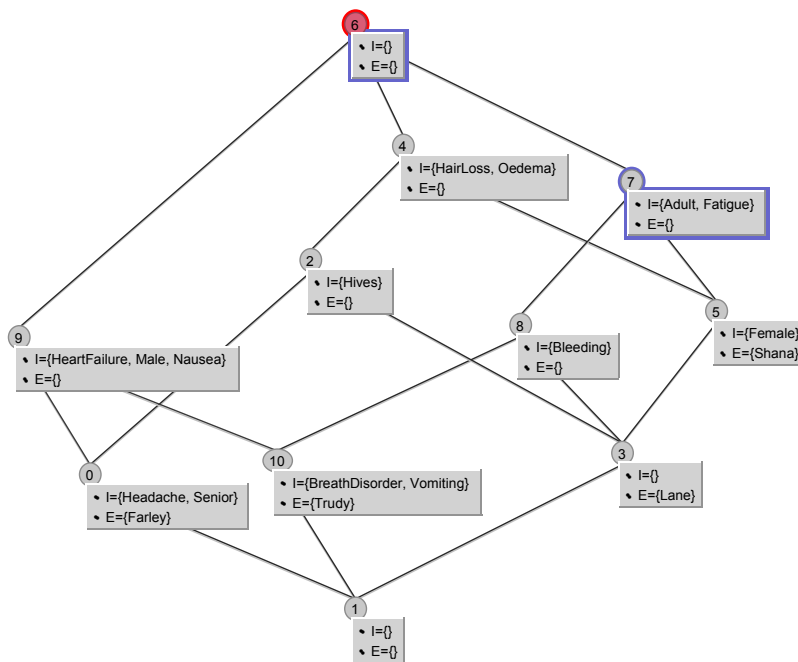 6
I={}
E={}
4
I={HairLoss, Oedema}
E={}
7
I={Adult, Fatigue}
E={}
2
I={Hives}
E={}
9
I={HeartFailure, Male, Nausea}
E={}
8
I={Bleeding}
E={}
5
I={Female}
E={Shana}
0
I={Headache, Senior}
E={Farley}
10
I={BreathDisorder, Vomiting}
E={Trudy}
3
I={}
E={Lane}
1
I={}
E={}